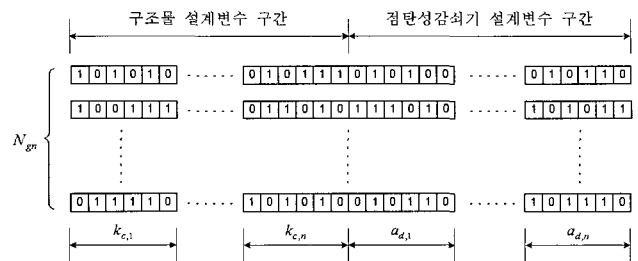 구조물 설계변수 구간 점탄성감쇠기 설계변수 구간
1 0 1 0 1 0 ...... 0 1 0 1 1 1 0 1 0 1 0 0 ...... 0 1 0 1 1 0
1 0 0 1 1 1 ...... 0 1 1 0 1 0 1 1 1 0 1 0 ...... 1 0 1 0 1 1
N_gn
0 1 1 1 1 0 ...... 1 0 1 0 1 0 0 0 1 0 1 0 ...... 1 0 1 1 1 0
k_c,1 k_c,n a_d,1 a_d,n